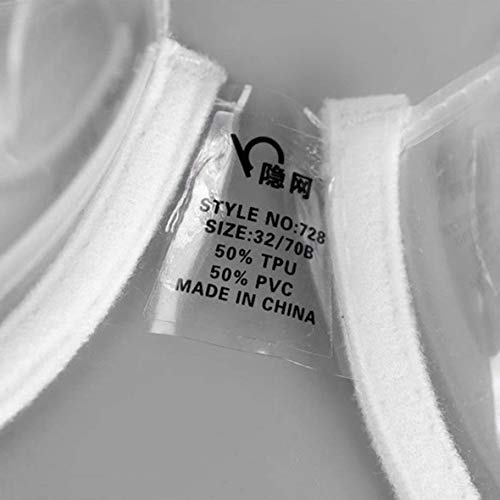 隐网
STYLE NO:728
SIZE:32/70B
50% TPU
50% PVC
MADE IN CHINA